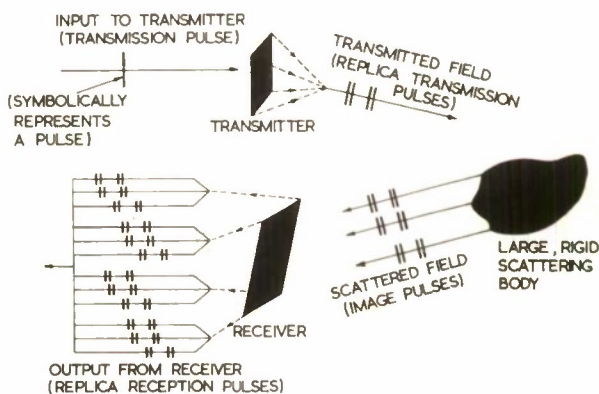 INPUT TO TRANSMITTER
(TRANSMISSION PULSE)
(SYMBOLICALLY
REPRESENTS
A PULSE)
TRANSMITTER
TRANSMITTED FIELD
(REPLICA TRANSMISSION
PULSES)
SCATTERED FIELD
(IMAGE PULSES)
LARGE, RIGID
SCATTERING
BODY
RECEIVER
OUTPUT FROM RECEIVER
(REPLICA RECEPTION PULSES)